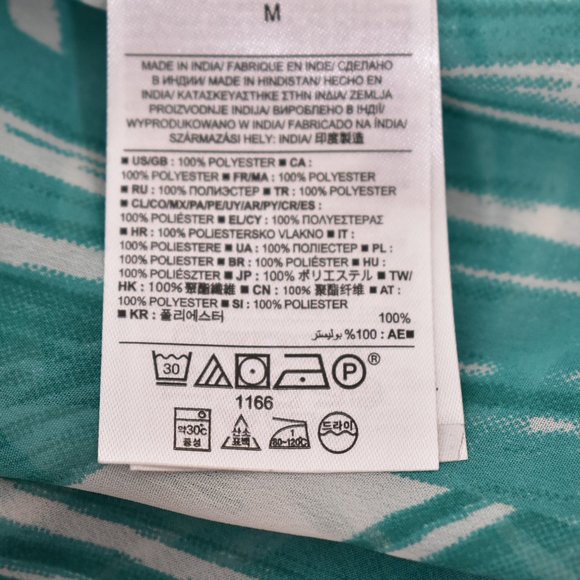 M
MADE IN INDIA/ FABRIQUE EN INDE/ СДЕЛАНО
В ИНДИИ/ MADE IN HINDISTAN/ HECHO EN
INDIA/ ΚΑΤΑΣΚΕΥΑΣΤΗΚΕ ΣΤΗΝ ΙΝΔΙΑ/ ZEMLJA
PROIZVODNJE INDIJA/ ВИРОБЛЕНО В ІНДІЇ/
WYPRODUKOWANO W INDIA/ FABRICADO NA ÍNDIA/
SZÁRMAZÁSI HELY: INDIA/ 印度製造
■ US/GB : 100% POLYESTER ■ CA :
100% POLYESTER ■ FR/MA : 100% POLYESTER
■ RU : 100% ПОЛИЭСТЕР ■ TR : 100% POLYESTER
■ CL/CO/MX/PA/PE/UY/AR/PY/CR/ES :
100% POLIÉSTER ■ EL/CY : 100% ΠΟΛΥΕΣΤΕΡΑΣ
■ HR : 100% POLIESTERSKO VLAKNO ■ IT :
100% POLIESTERE ■ UA : 100% ПОЛІЕСТЕР ■ PL :
100% POLIESTER ■ BR : 100% POLIÉSTER ■ HU :
100% POLIÉSZTER ■ JP : 100% ポリエステル ■ TW/
HK : 100% 聚酯纖維 ■ CN : 100% 聚酯纤维 ■ AT :
100% POLYESTER ■ SI : 100% POLIESTER
■ KR : 폴리에스터 100%
■AE : 100% بوليستر
30 P ®
1166
약30℃ 중성 산소 표백 1 80~120℃ 드라이